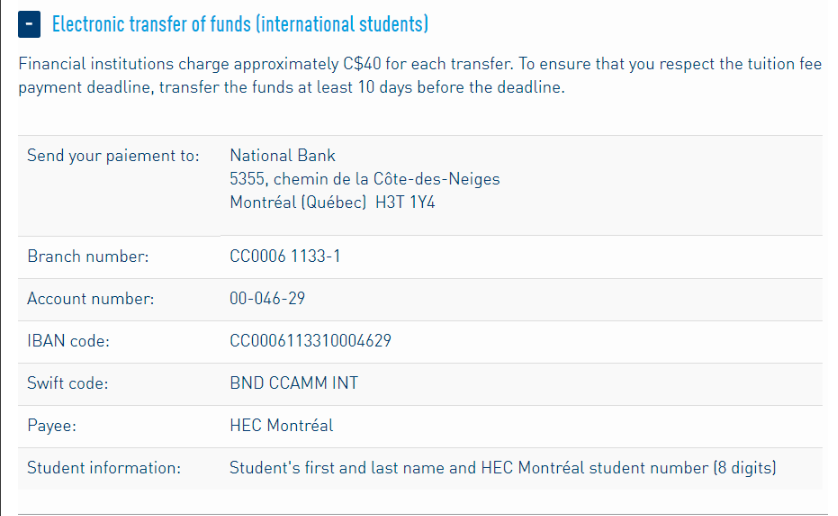 Electronic transfer of funds (international students)
Financial institutions charge approximately C$40 for each transfer. To ensure that you respect the tuition fee
payment deadline, transfer the funds at least 10 days before the deadline.
Send your paiement to: National Bank
5355, chemin de la Côte-des-Neiges
Montréal (Québec) H3T 1Y4
Branch number: CC0006 1133-1
Account number: 00-046-29
IBAN code: CC0006113310004629
Swift code: BND CCAMM INT
Payee: HEC Montréal
Student information: Student's first and last name and HEC Montréal student number (8 digits)